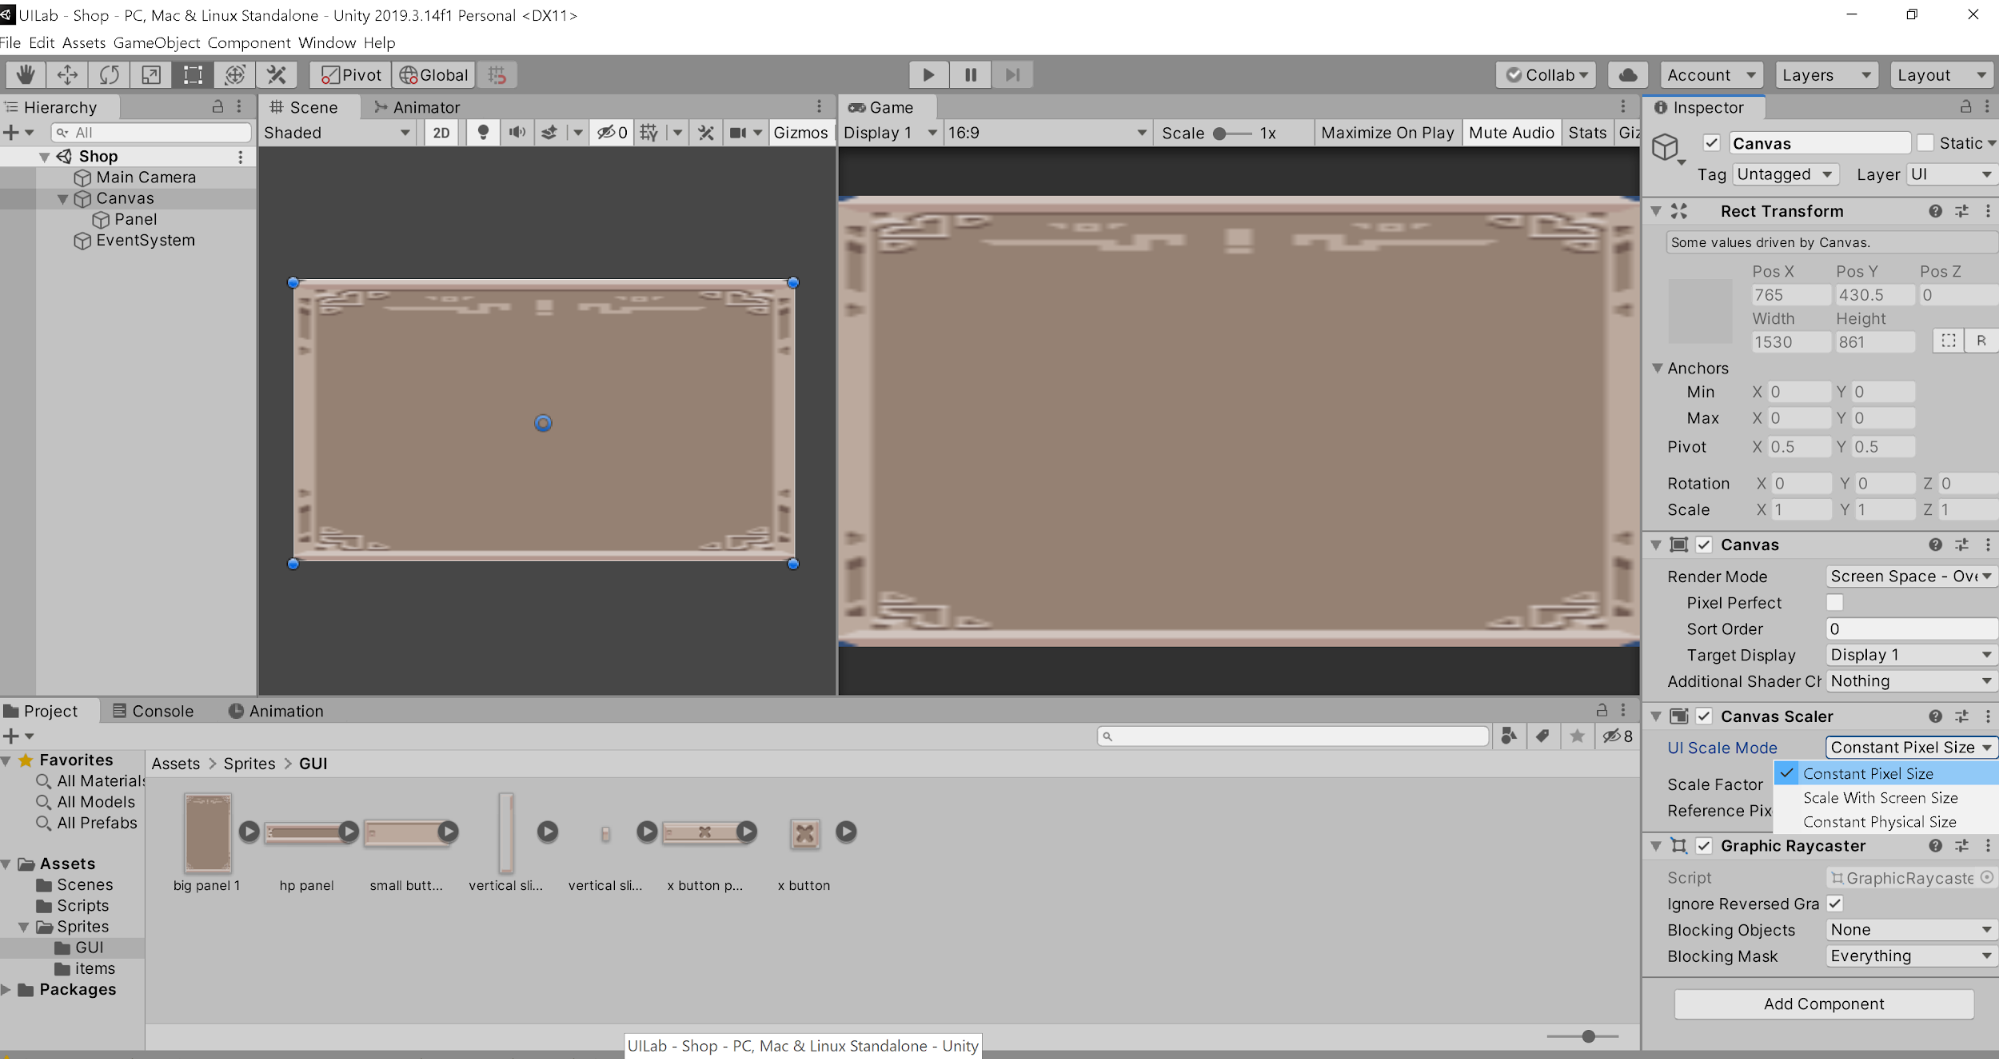 UILab - Shop - PC, Mac & Linux Standalone - Unity 2019.3.14f1 Personal <DX11>
File Edit Assets GameObject Component Window Help
Pivot Global Collab Account Layers Layout
Hierarchy
All
Shop
Main Camera
Canvas
Panel
EventSystem
Scene Animator
Shaded 2D 0 Gizmos
Game
Display 1 16:9 Scale 1x Maximize On Play Mute Audio Stats Giz
Inspector
Canvas Static
Tag Untagged Layer UI
Rect Transform
Some values driven by Canvas.
Pos X Pos Y Pos Z
765 430.5 0
Width Height
1530 861 R
Anchors
Min X 0 Y 0
Max X 0 Y 0
Pivot X 0.5 Y 0.5
Rotation X 0 Y 0 Z 0
Scale X 1 Y 1 Z 1
Canvas
Render Mode Screen Space - Ove
Pixel Perfect
Sort Order 0
Target Display Display 1
Additional Shader Ch Nothing
Canvas Scaler
UI Scale Mode Constant Pixel Size
Constant Pixel Size
Scale With Screen Size
Constant Physical Size
Scale Factor
Reference Pix
Graphic Raycaster
Script GraphicRaycaste
Ignore Reversed Gra
Blocking Objects None
Blocking Mask Everything
Add Component
Project Console Animation
8
Favorites
All Materials
All Models
All Prefabs
Assets
Scenes
Scripts
Sprites
GUI
items
Packages
Assets > Sprites > GUI
big panel 1 hp panel small butt... vertical sli... vertical sli... x button p... x button
UILab - Shop - PC, Mac & Linux Standalone - Unity